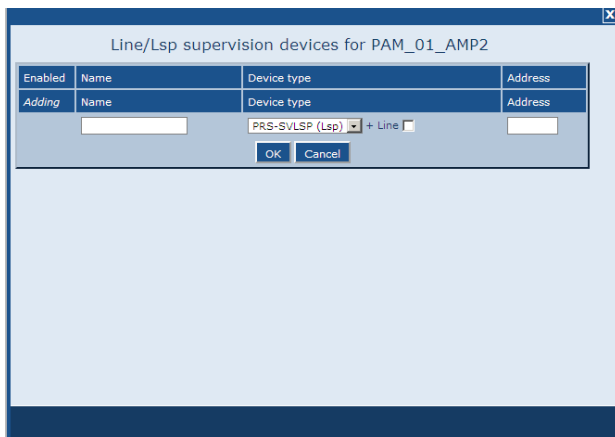 X
Line/Lsp supervision devices for PAM_01_AMP2
Enabled Name Device type Address
Adding Name Device type Address
PRS-SVLSP (Lsp) + Line
OK Cancel